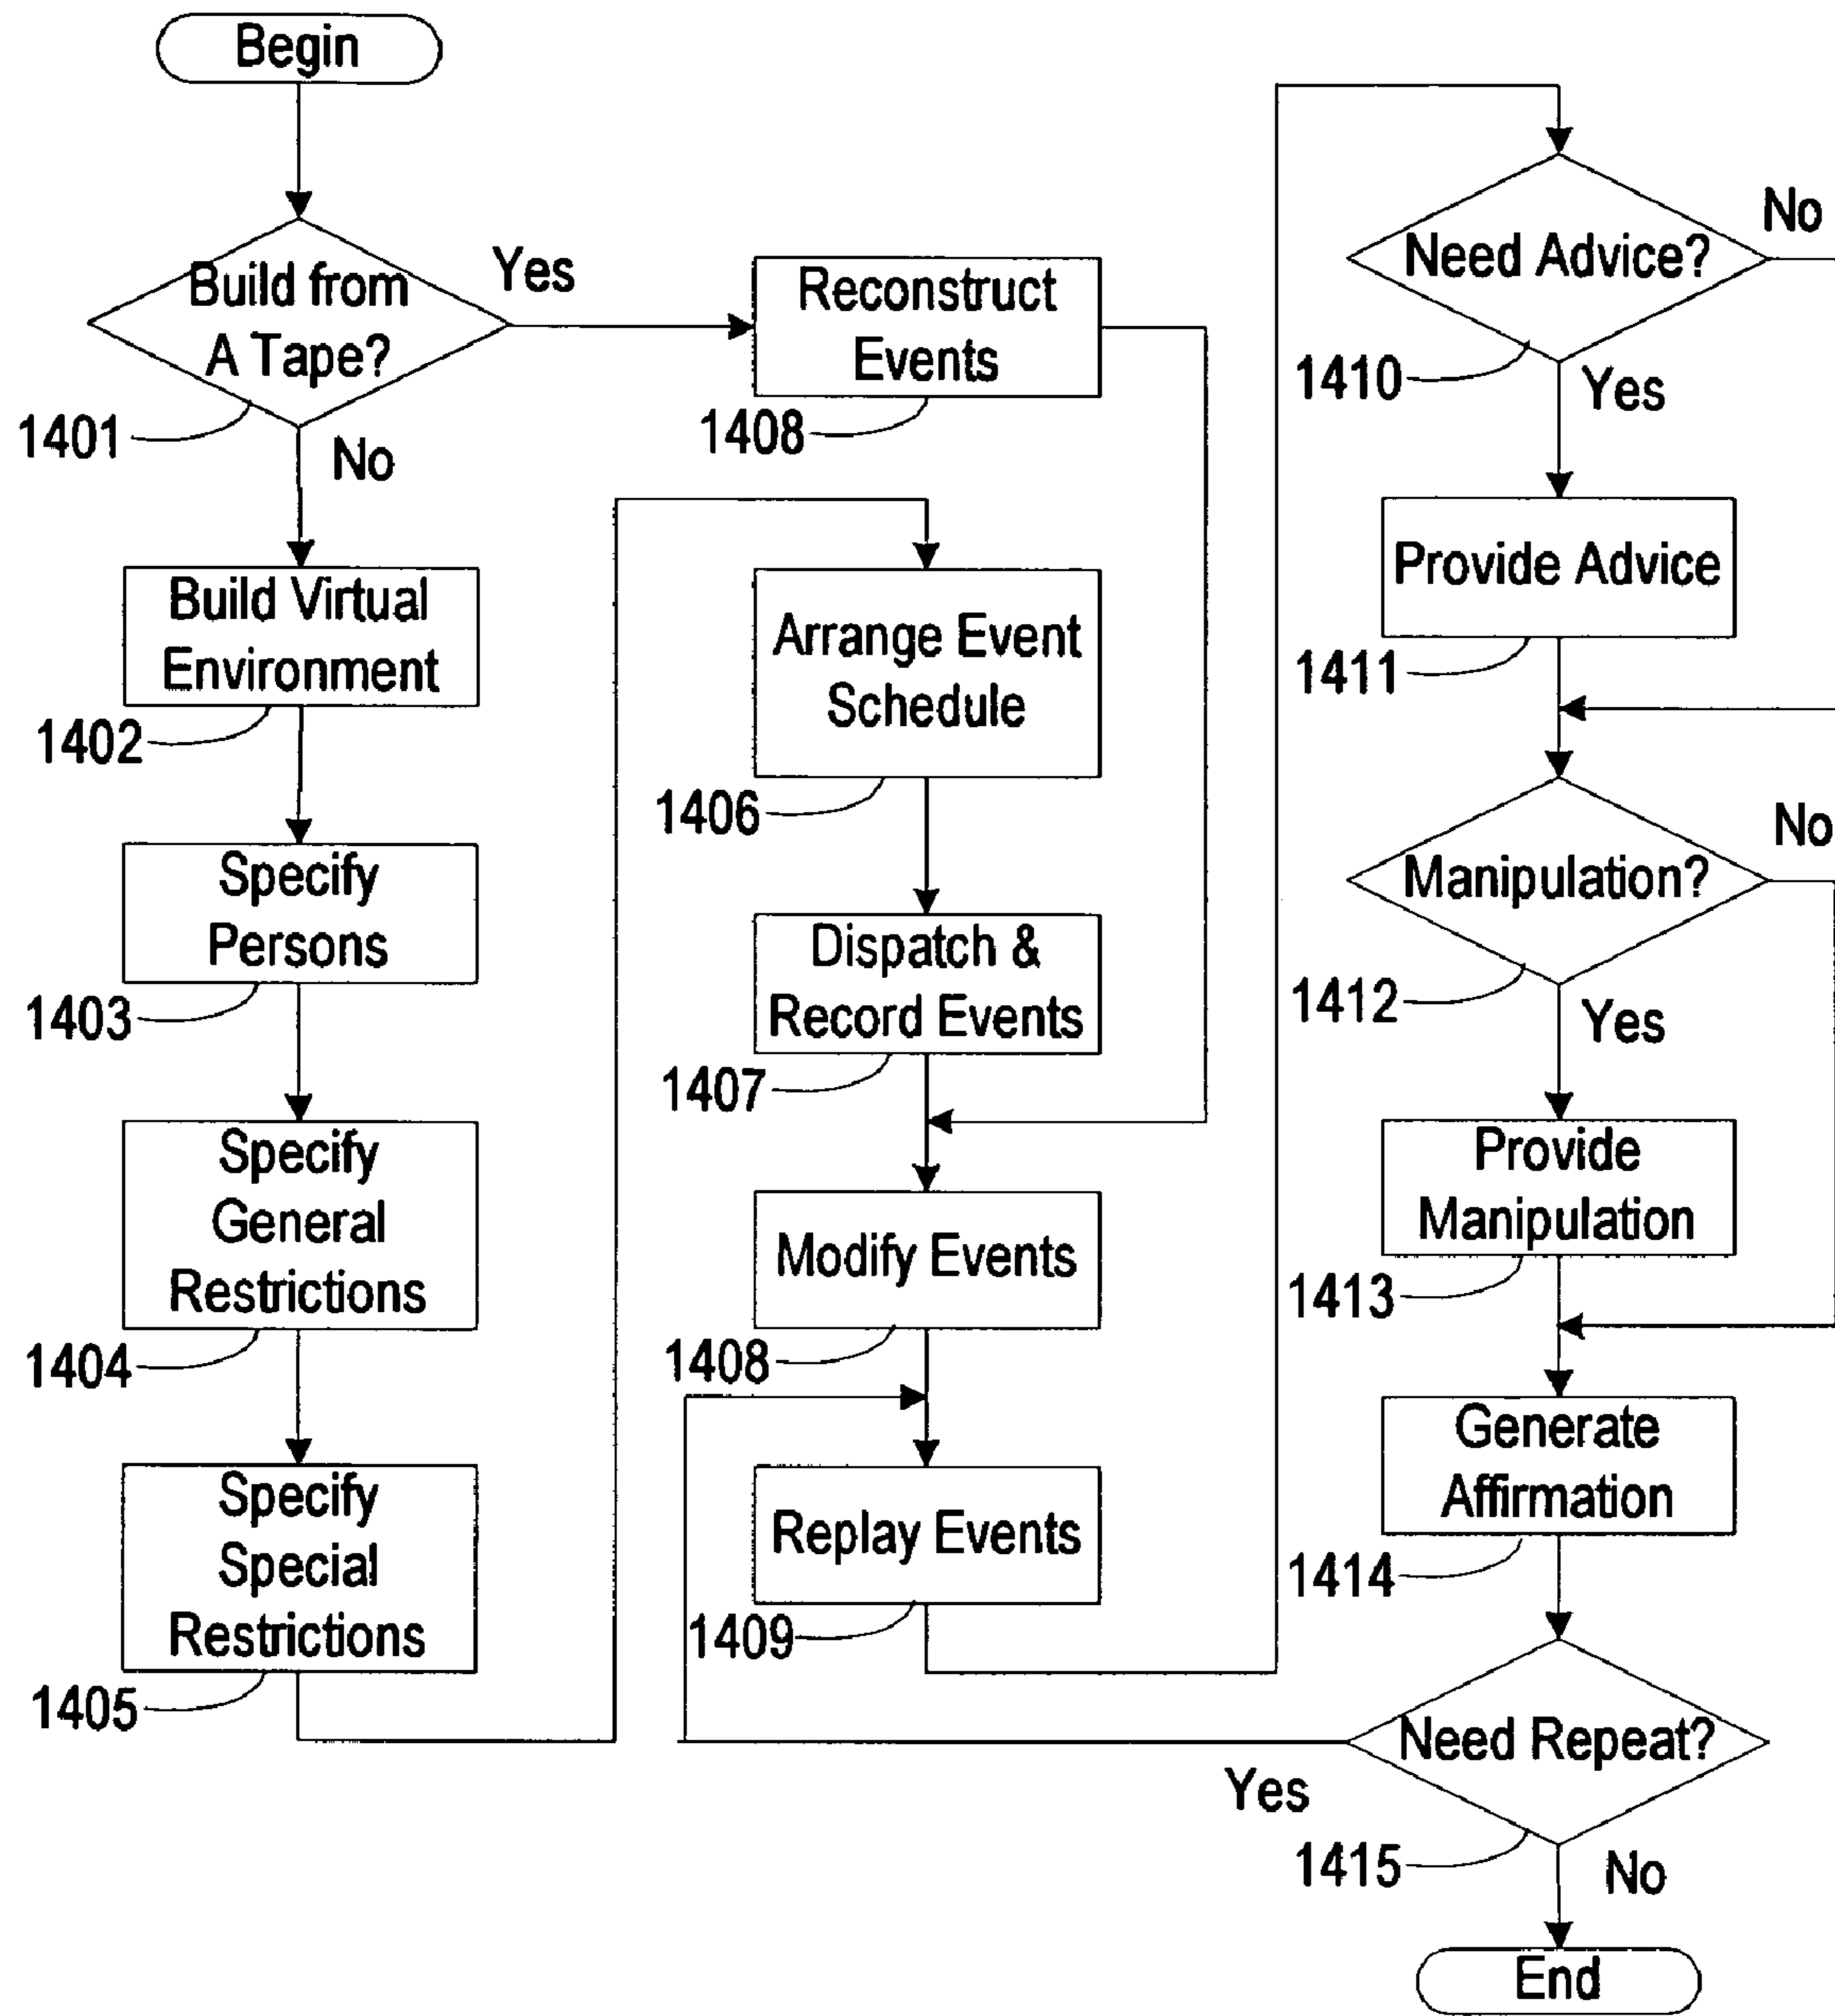 Begin
Build from
A Tape?
Yes
1401
No
Build Virtual
Environment
1402
Specify
Persons
1403
Specify
General
Restrictions
1404
Specify
Special
Restrictions
1405
Reconstruct
Events
1408
Arrange Event
Schedule
1406
Dispatch &
Record Events
1407
Modify Events
1408
Replay Events
1409
Need Advice?
No
1410
Yes
Provide Advice
1411
Manipulation?
No
1412
Yes
Provide
Manipulation
1413
Generate
Affirmation
1414
Need Repeat?
Yes
1415
No
End